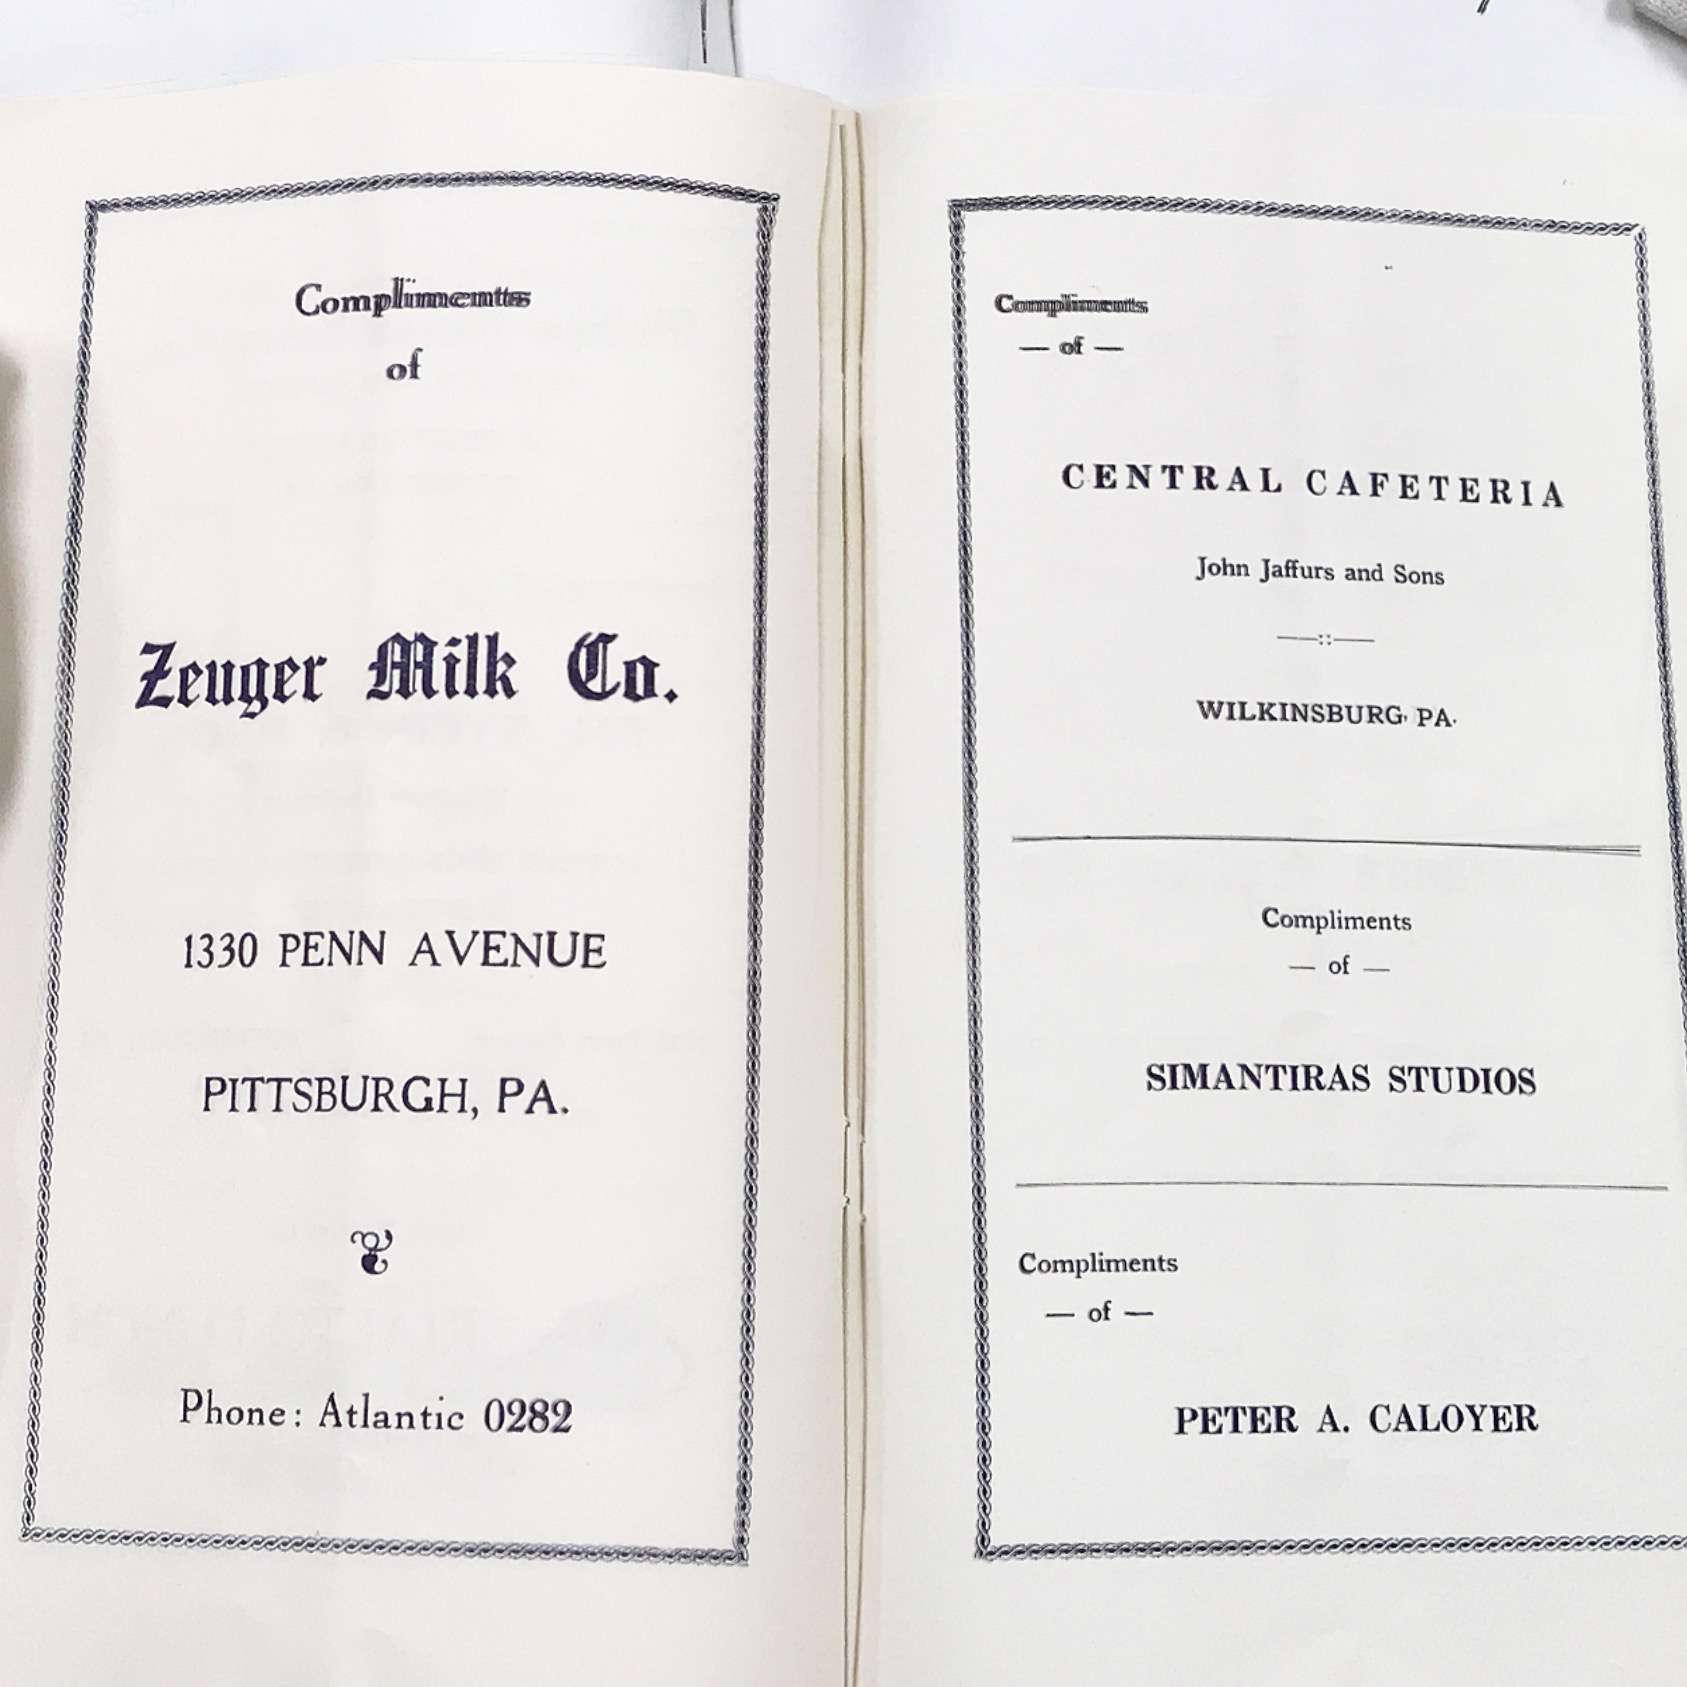 Compliments
of
Zeuger Milk Co.
1330 PENN AVENUE
PITTSBURGH, PA.
Phone: Atlantic 0282
Compliments
— of —
CENTRAL CAFETERIA
John Jaffurs and Sons
WILKINSBURG, PA.
Compliments
— of —
SIMANTIRAS STUDIOS
Compliments
— of —
PETER A. CALOYER